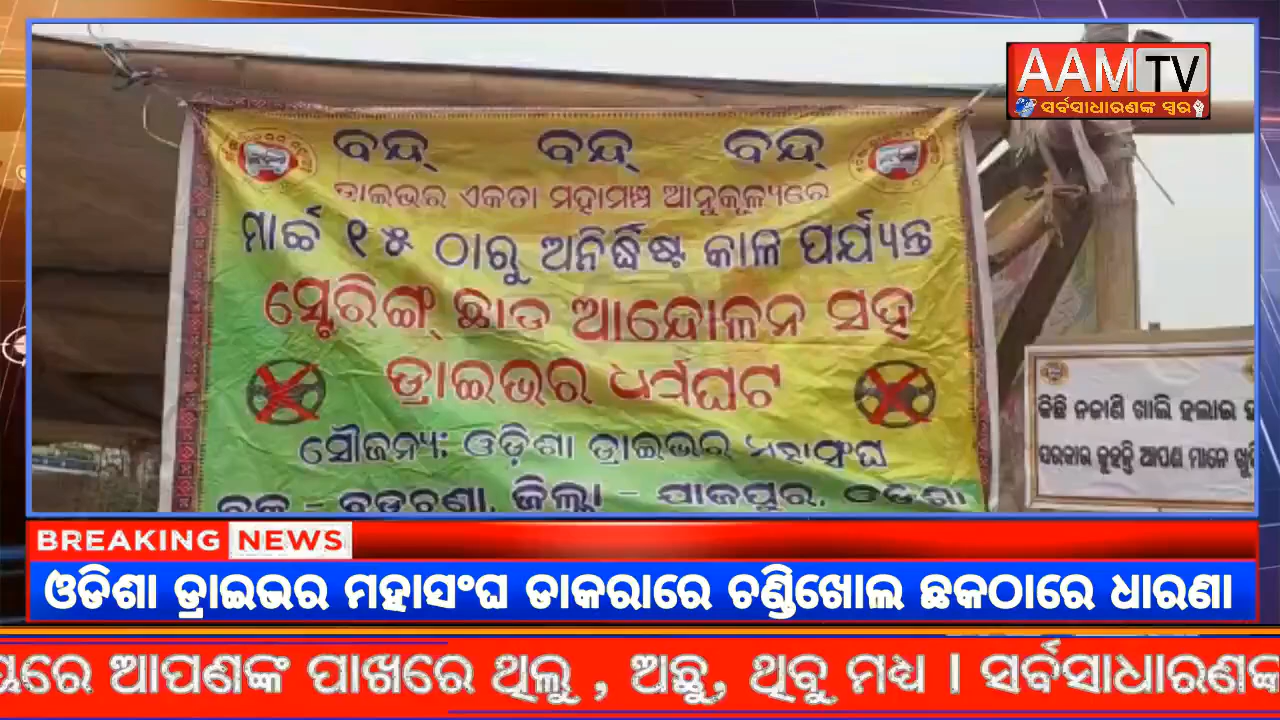 AAM TV
ସର୍ବସାଧାରଣଙ୍କ ସ୍ୱର
ବନ୍ଦ୍ ବନ୍ଦ୍ ବନ୍ଦ୍
ଡ୍ରାଇଭର ଏକତା ମହାମଞ୍ଚ ଆନୁକୂଲ୍ୟରେ
ମାର୍ଚ୍ଚ ୧୫ ଠାରୁ ଅନିର୍ଦ୍ଧିଷ୍ଟ କାଳ ପର୍ଯ୍ୟନ୍ତ
ସ୍ଟେରିଙ୍ଗ୍ ଛାଡ ଆନ୍ଦୋଳନ ସହ
ଡ୍ରାଇଭର ଧର୍ମଘଟ
ସୌଜନ୍ୟ: ଓଡ଼ିଶା ଡ୍ରାଇଭର ମହାସଂଘ
ବ୍ଲକ - ବଡଚଣା, ଜିଲ୍ଲା - ଯାଜପୁର, ଓଡିଶା
କିଛି ନଜାଣି ଖାଲି ହଲାଇ
ସରକାର କୁହନ୍ତି ଆପଣ ମାନେ
BREAKING NEWS
ଓଡିଶା ଡ୍ରାଇଭର ମହାସଂଘ ଡାକରାରେ ଚଣ୍ଡିଖୋଲ ଛକଠାରେ ଧାରଣା
ୟରେ ଆପଣଙ୍କ ପାଖରେ ଥିଲୁ , ଅଛୁ, ଥିବୁ ମଧ୍ୟ । ସର୍ବସାଧାରଣଙ୍କ